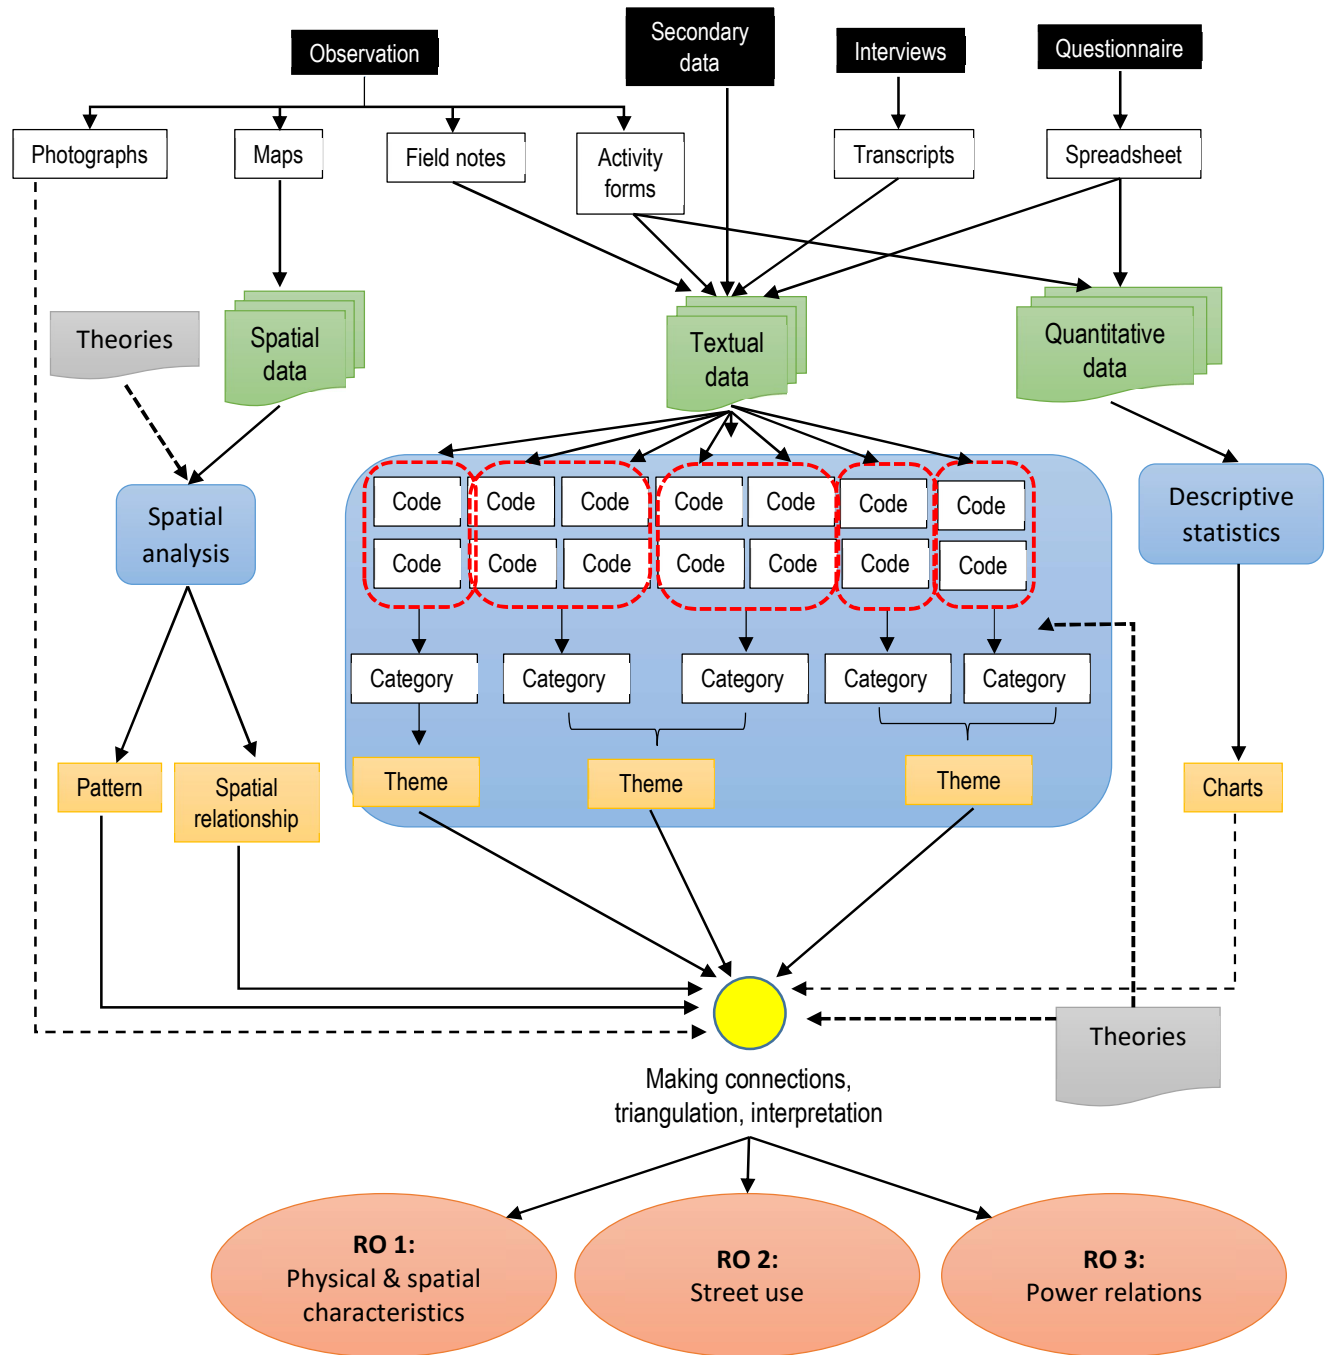 Observation
Secondary
data
Interviews
Questionnaire
Photographs
Maps
Field notes
Activity
forms
Transcripts
Spreadsheet
Theories
Spatial
data
Textual
data
Quantitative
data
Spatial
analysis
Code
Code
Code
Code
Code
Code
Code
Code
Code
Code
Code
Code
Code
Code
Descriptive
statistics
Category
Category
Category
Category
Category
Pattern
Spatial
relationship
Theme
Theme
Theme
Charts
Theories
Making connections,
triangulation, interpretation
RO 1:
Physical & spatial
characteristics
RO 2:
Street use
RO 3:
Power relations